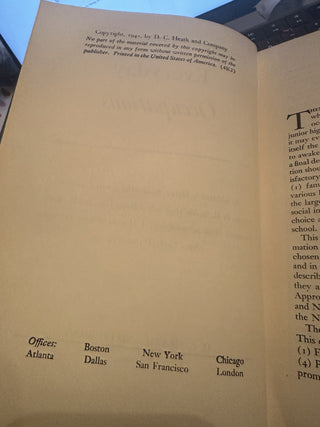 Copyright, 1941, by D. C. Heath and Company
No part of the material covered by this copyright may be
reproduced in any form without written permission of the
publisher. Printed in the United States of America. (4K2)
Occupations
Offices: Boston New York Chicago
Atlanta Dallas San Francisco London
junior hig
it may ev
itself the
to awake
a final de
tion shou
isfactory
(1) fam
various
the larg
social in
choice a
school.
This
mation
chosen
and in
describ
they a
Appro
and N
the N
The
This
(1) F
(4) F
prom